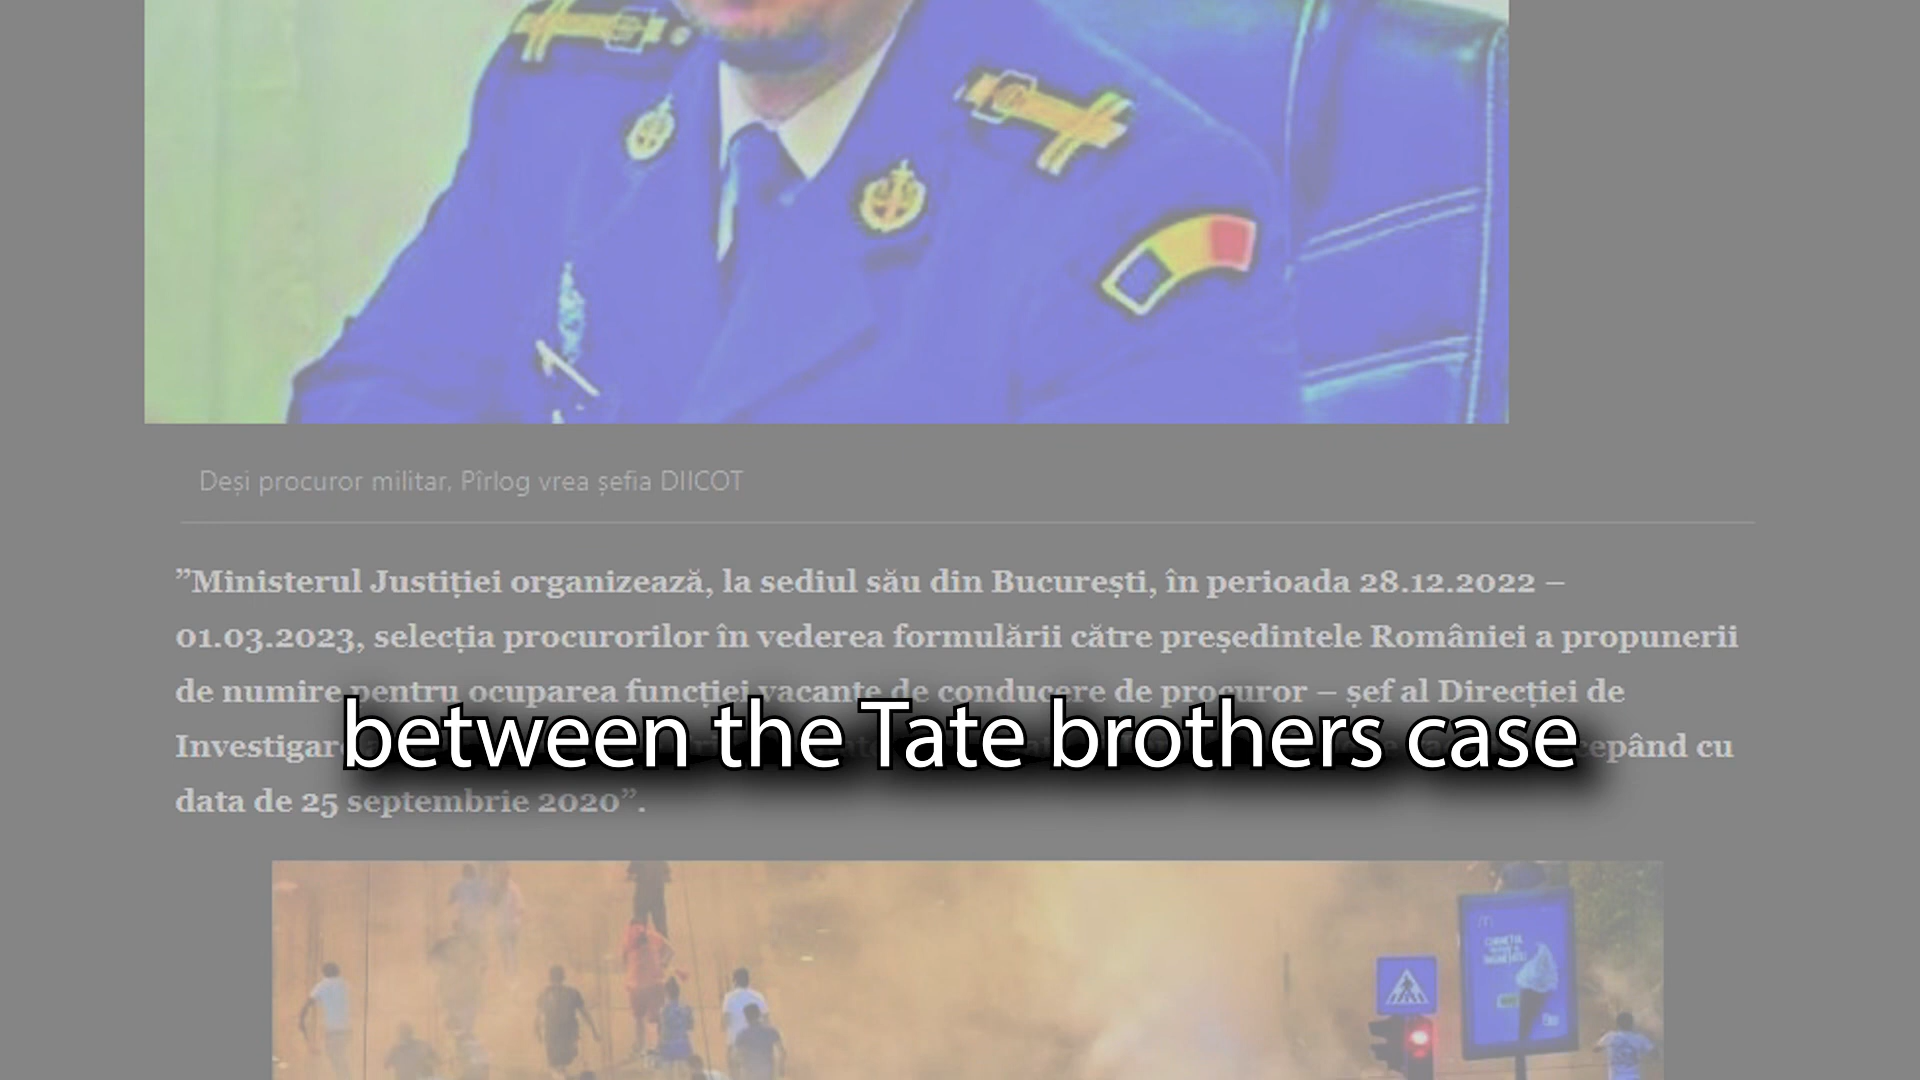 Deși procuror militar, Pîrlog vrea șefia DIICOT
”Ministerul Justiției organizează, la sediul său din București, în perioada 28.12.2022 –
01.03.2023, selecția procurorilor în vederea formulării către președintele României a propunerii
de numire pentru ocuparea funcției vacante de conducere de procuror – șef al Direcției de
between the Tate brothers case
cu
data de 25 septembrie 2020”.